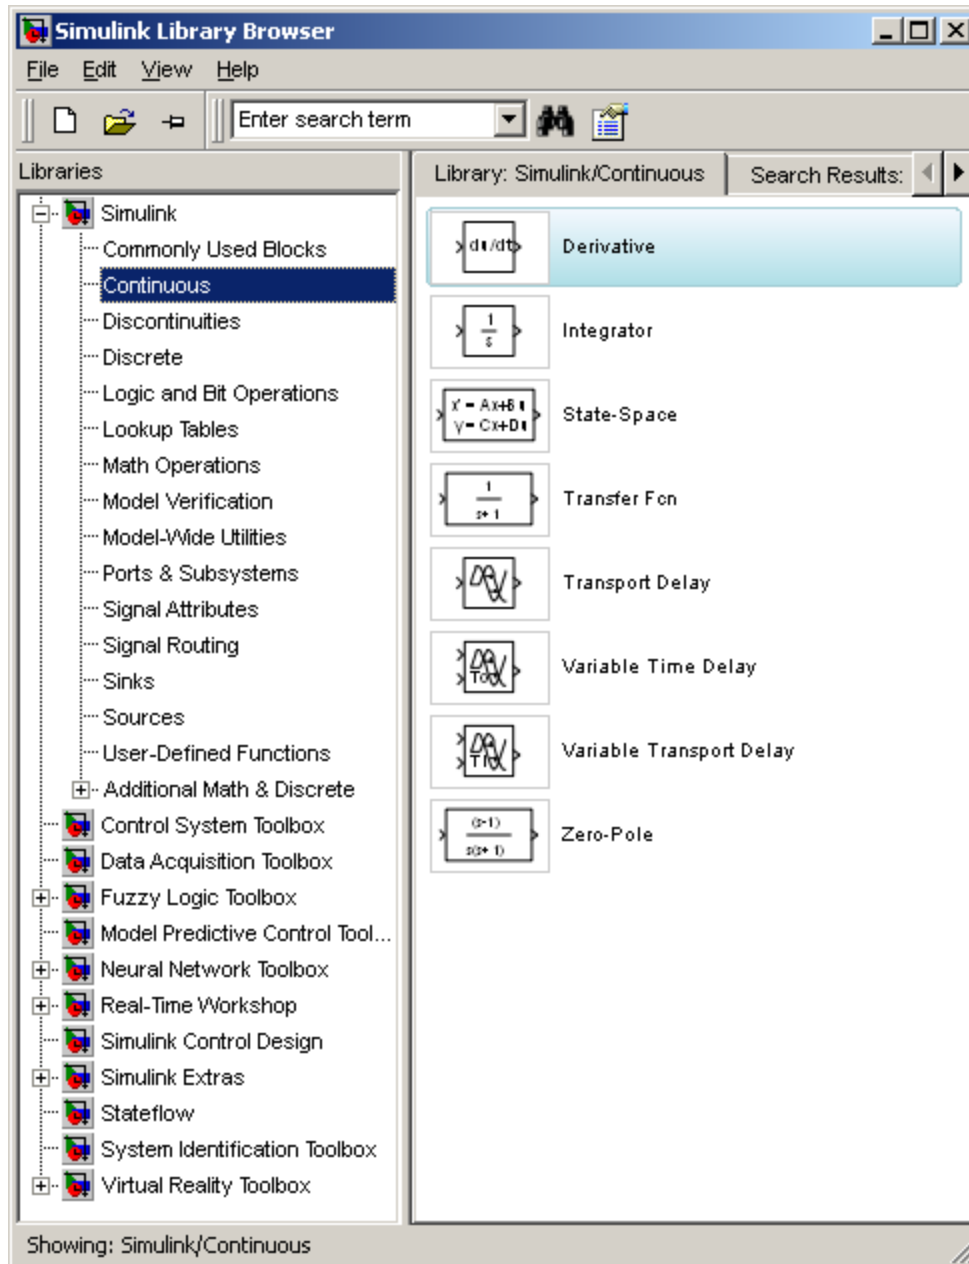 Simulink Library Browser
File Edit View Help
Enter search term
Libraries
Simulink
Commonly Used Blocks
Continuous
Discontinuities
Discrete
Logic and Bit Operations
Lookup Tables
Math Operations
Model Verification
Model-Wide Utilities
Ports & Subsystems
Signal Attributes
Signal Routing
Sinks
Sources
User-Defined Functions
Additional Math & Discrete
Control System Toolbox
Data Acquisition Toolbox
Fuzzy Logic Toolbox
Model Predictive Control Tool...
Neural Network Toolbox
Real-Time Workshop
Simulink Control Design
Simulink Extras
Stateflow
System Identification Toolbox
Virtual Reality Toolbox
Library: Simulink/Continuous Search Results:
du/dt Derivative
1
s
Integrator
x' = Ax+Bu
y = Cx+Du
State-Space
1
s+1
Transfer Fcn
Transport Delay
To
Variable Time Delay
Ti
Variable Transport Delay
(s-1)
s(s+1)
Zero-Pole
Showing: Simulink/Continuous